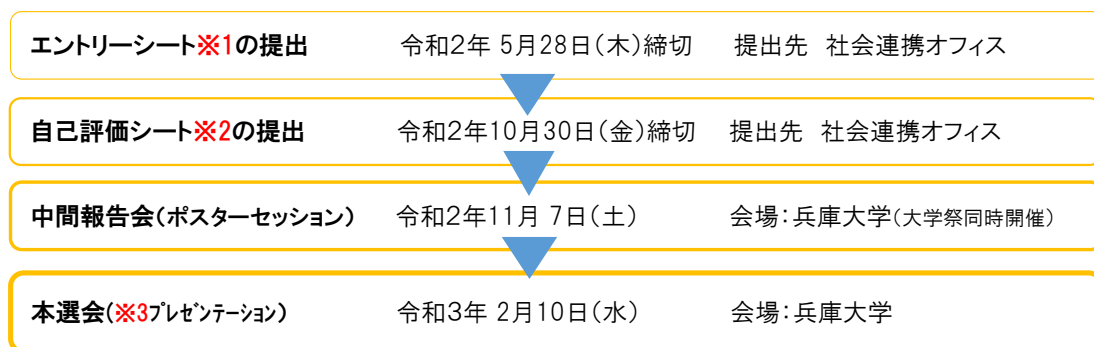 エントリーシート※1の提出 令和2年 5月28日(木)締切 提出先 社会連携オフィス
自己評価シート※2の提出 令和2年10月30日(金)締切 提出先 社会連携オフィス
中間報告会(ポスターセッション) 令和2年11月 7日(土) 会場:兵庫大学(大学祭同時開催)
本選会(※3プレゼンテーション) 令和3年 2月10日(水) 会場:兵庫大学